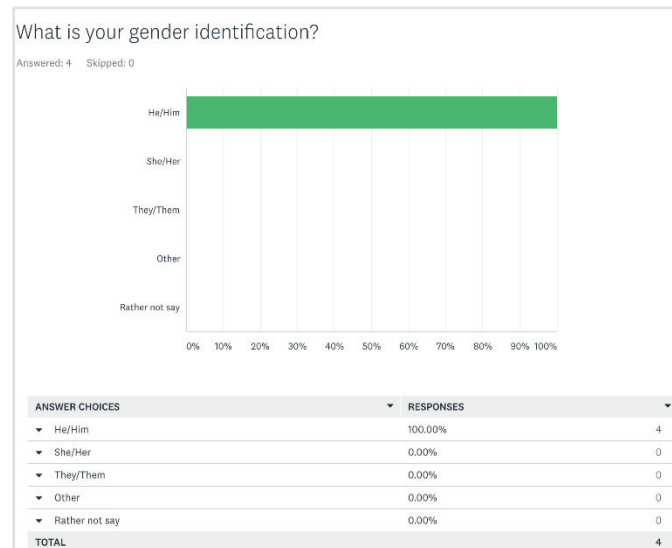 What is your gender identification?
Answered: 4 Skipped: 0
He/Him
She/Her
They/Them
Other
Rather not say
0% 10% 20% 30% 40% 50% 60% 70% 80% 90% 100%
ANSWER CHOICES RESPONSES
He/Him 100.00% 4
She/Her 0.00% 0
They/Them 0.00% 0
Other 0.00% 0
Rather not say 0.00% 0
TOTAL 4